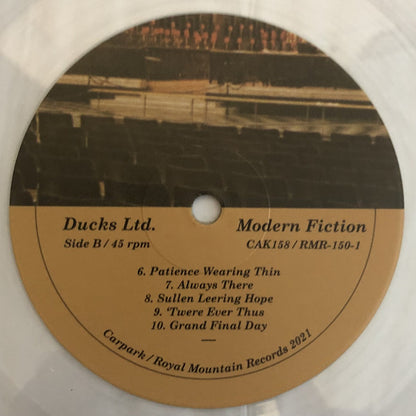 Ducks Ltd.
Modern Fiction
Side B / 45 rpm
CAK158 / RMR-150-1
6. Patience Wearing Thin
7. Always There
8. Sullen Leering Hope
9. 'Twere Ever Thus
10. Grand Final Day
Carpark / Royal Mountain Records 2021